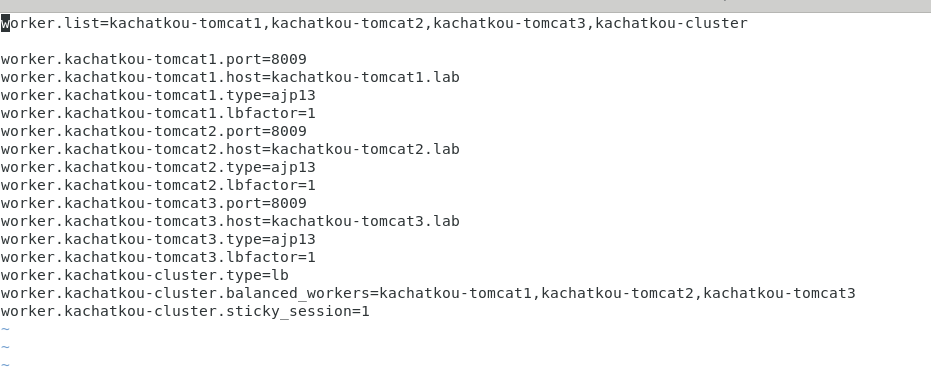 worker.list=kachatkou-tomcat1,kachatkou-tomcat2,kachatkou-tomcat3,kachatkou-cluster

worker.kachatkou-tomcat1.port=8009
worker.kachatkou-tomcat1.host=kachatkou-tomcat1.lab
worker.kachatkou-tomcat1.type=ajp13
worker.kachatkou-tomcat1.lbfactor=1
worker.kachatkou-tomcat2.port=8009
worker.kachatkou-tomcat2.host=kachatkou-tomcat2.lab
worker.kachatkou-tomcat2.type=ajp13
worker.kachatkou-tomcat2.lbfactor=1
worker.kachatkou-tomcat3.port=8009
worker.kachatkou-tomcat3.host=kachatkou-tomcat3.lab
worker.kachatkou-tomcat3.type=ajp13
worker.kachatkou-tomcat3.lbfactor=1
worker.kachatkou-cluster.type=lb
worker.kachatkou-cluster.balanced_workers=kachatkou-tomcat1,kachatkou-tomcat2,kachatkou-tomcat3
worker.kachatkou-cluster.sticky_session=1
~
~
~